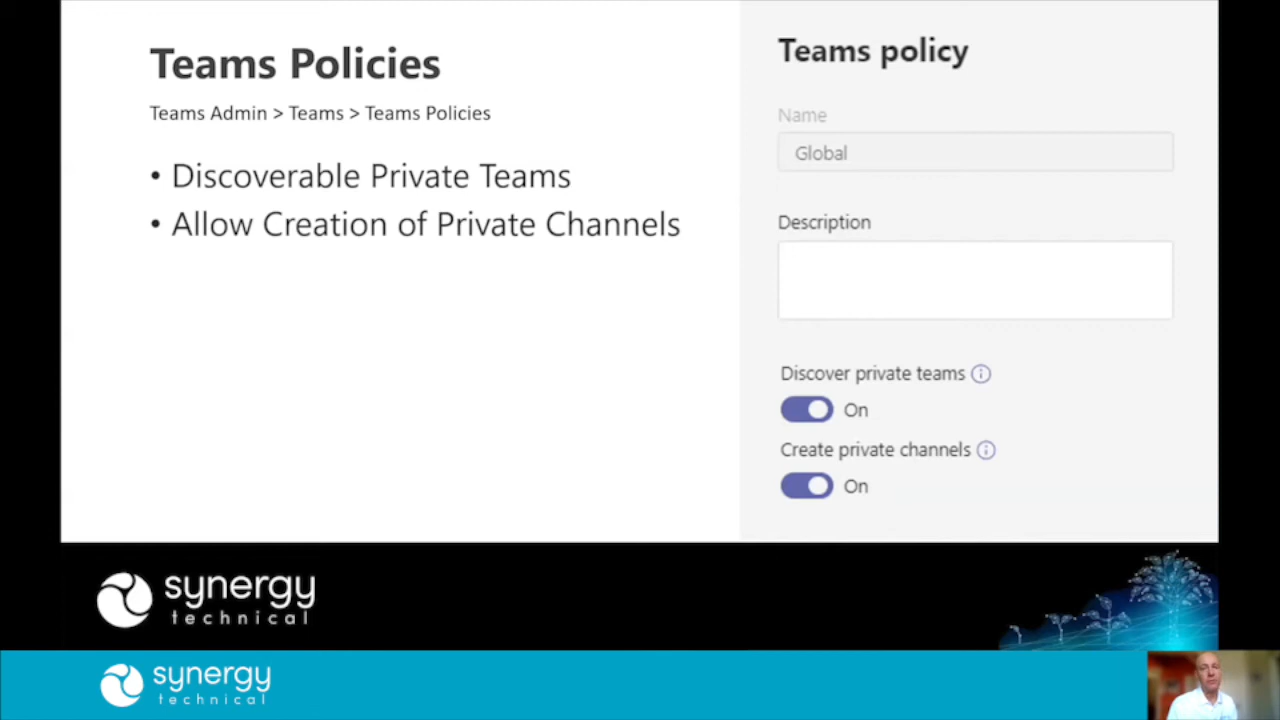 Teams Policies
Teams Admin > Teams > Teams Policies
• Discoverable Private Teams
• Allow Creation of Private Channels
Teams policy
Name
Global
Description
Discover private teams
On
Create private channels
On
synergy
technical
synergy
technical